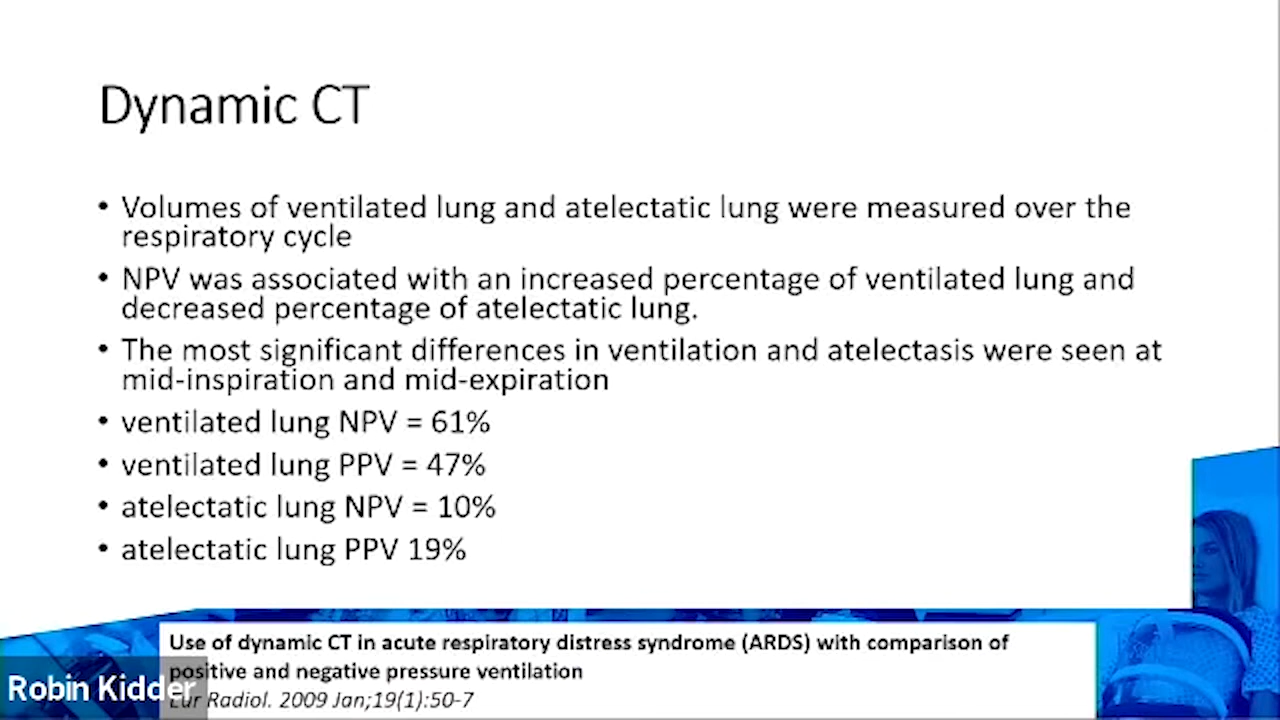 Dynamic CT
• Volumes of ventilated lung and atelectatic lung were measured over the
respiratory cycle
• NPV was associated with an increased percentage of ventilated lung and
decreased percentage of atelectatic lung.
• The most significant differences in ventilation and atelectasis were seen at
mid-inspiration and mid-expiration
• ventilated lung NPV = 61%
• ventilated lung PPV = 47%
• atelectatic lung NPV = 10%
• atelectatic lung PPV 19%
Use of dynamic CT in acute respiratory distress syndrome (ARDS) with comparison of
positive and negative pressure ventilation
Eur Radiol. 2009 Jan;19(1):50-7
Robin Kidder